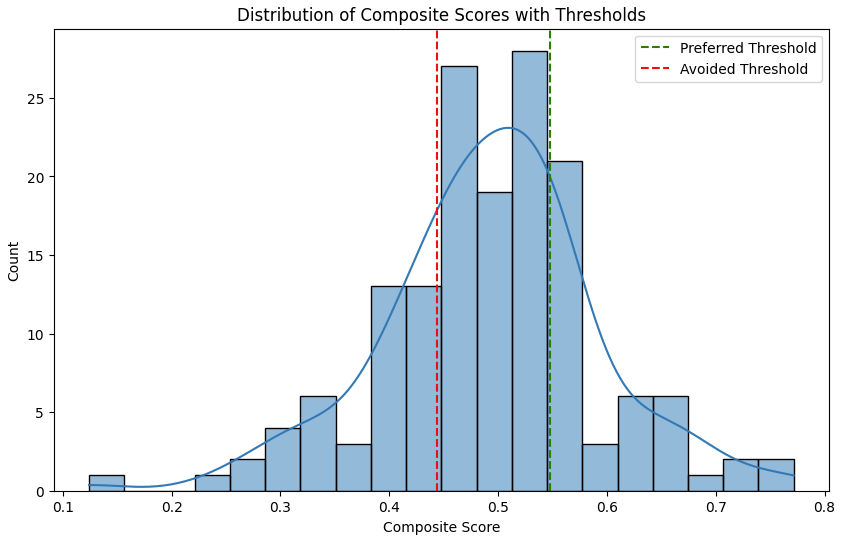 Distribution of Composite Scores with Thresholds
Preferred Threshold
Avoided Threshold
25
20
15
10
5
0
Count
0.1 0.2 0.3 0.4 0.5 0.6 0.7 0.8
Composite Score